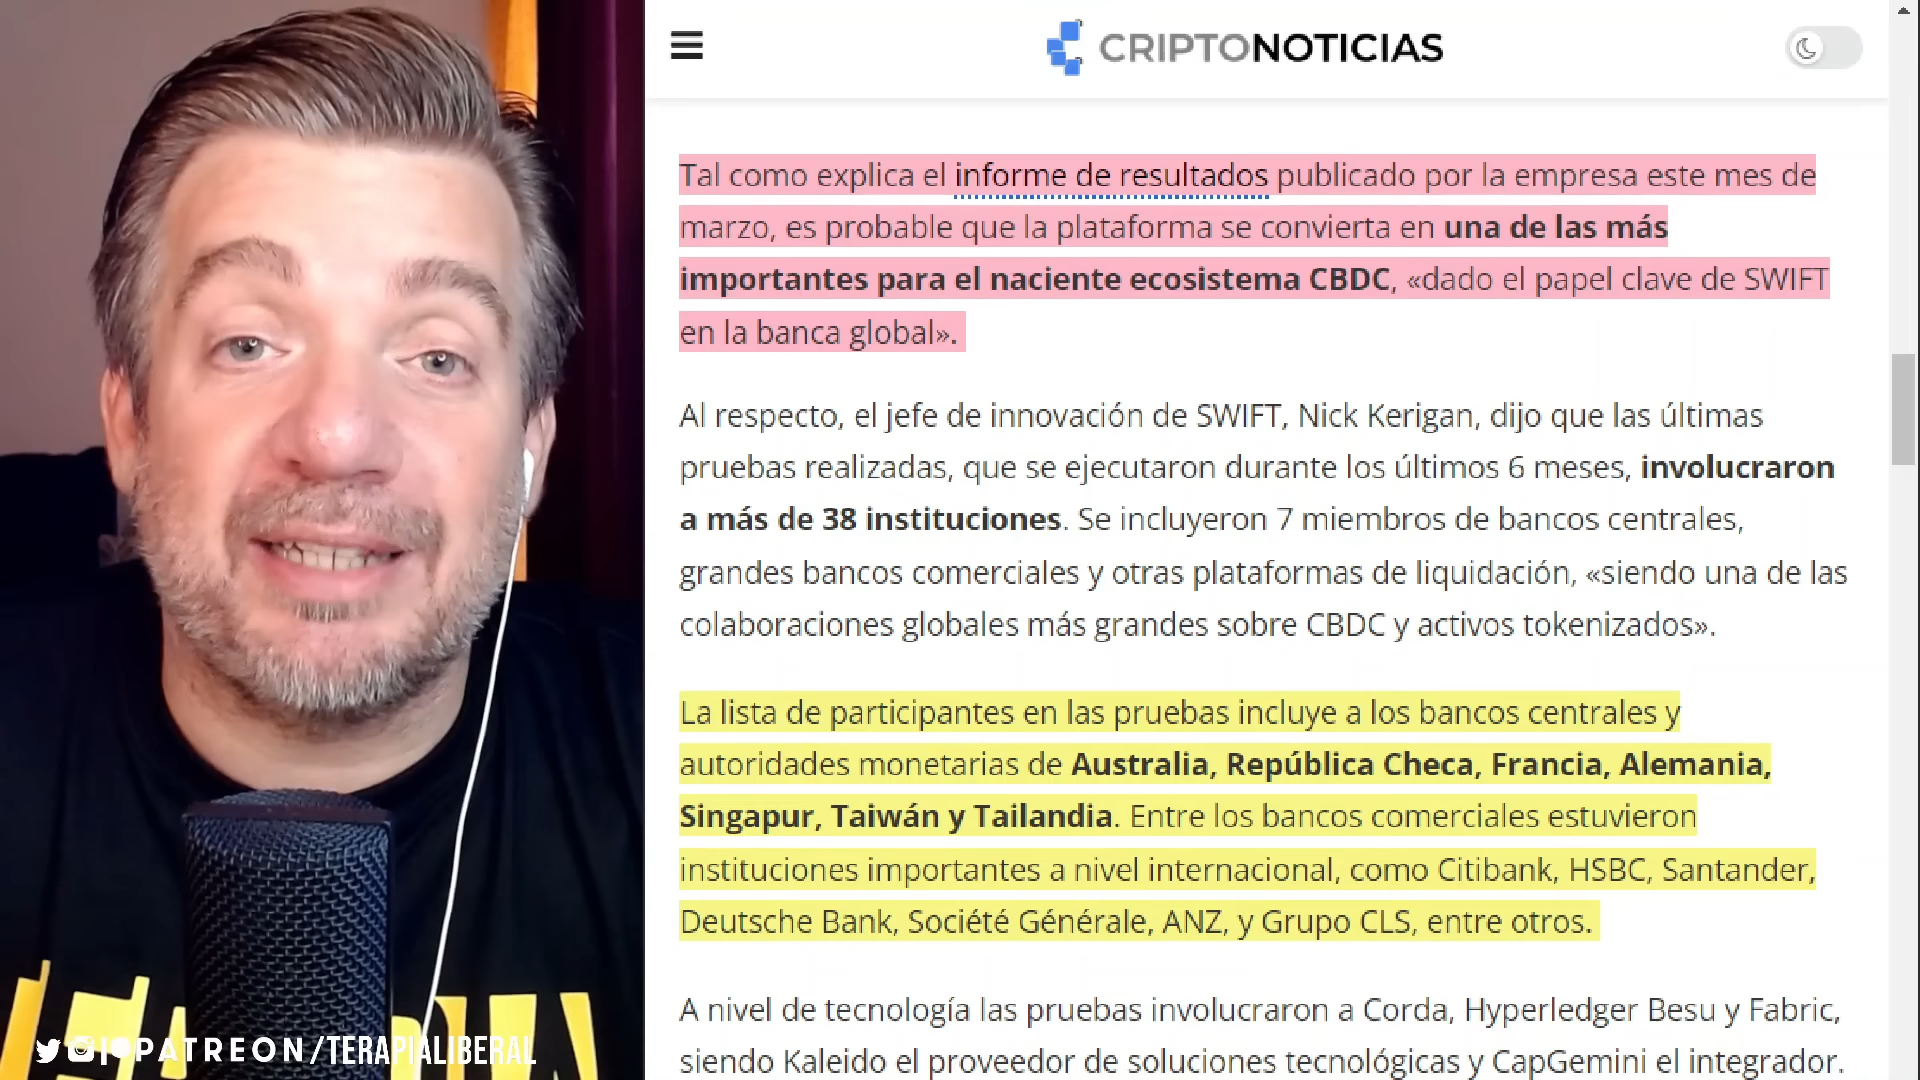 CRIPTONOTICIAS
Tal como explica el informe de resultados publicado por la empresa este mes de
marzo, es probable que la plataforma se convierta en una de las más
importantes para el naciente ecosistema CBDC, «dado el papel clave de SWIFT
en la banca global».
Al respecto, el jefe de innovación de SWIFT, Nick Kerigan, dijo que las últimas
pruebas realizadas, que se ejecutaron durante los últimos 6 meses, involucraron
a más de 38 instituciones. Se incluyeron 7 miembros de bancos centrales,
grandes bancos comerciales y otras plataformas de liquidación, «siendo una de las
colaboraciones globales más grandes sobre CBDC y activos tokenizados».
La lista de participantes en las pruebas incluye a los bancos centrales y
autoridades monetarias de Australia, República Checa, Francia, Alemania,
Singapur, Taiwán y Tailandia. Entre los bancos comerciales estuvieron
instituciones importantes a nivel internacional, como Citibank, HSBC, Santander,
Deutsche Bank, Société Générale, ANZ, y Grupo CLS, entre otros.
A nivel de tecnología las pruebas involucraron a Corda, Hyperledger Besu y Fabric,
siendo Kaleido el proveedor de soluciones tecnológicas y CapGemini el integrador.
PATREON/TERAPIALIBERAL